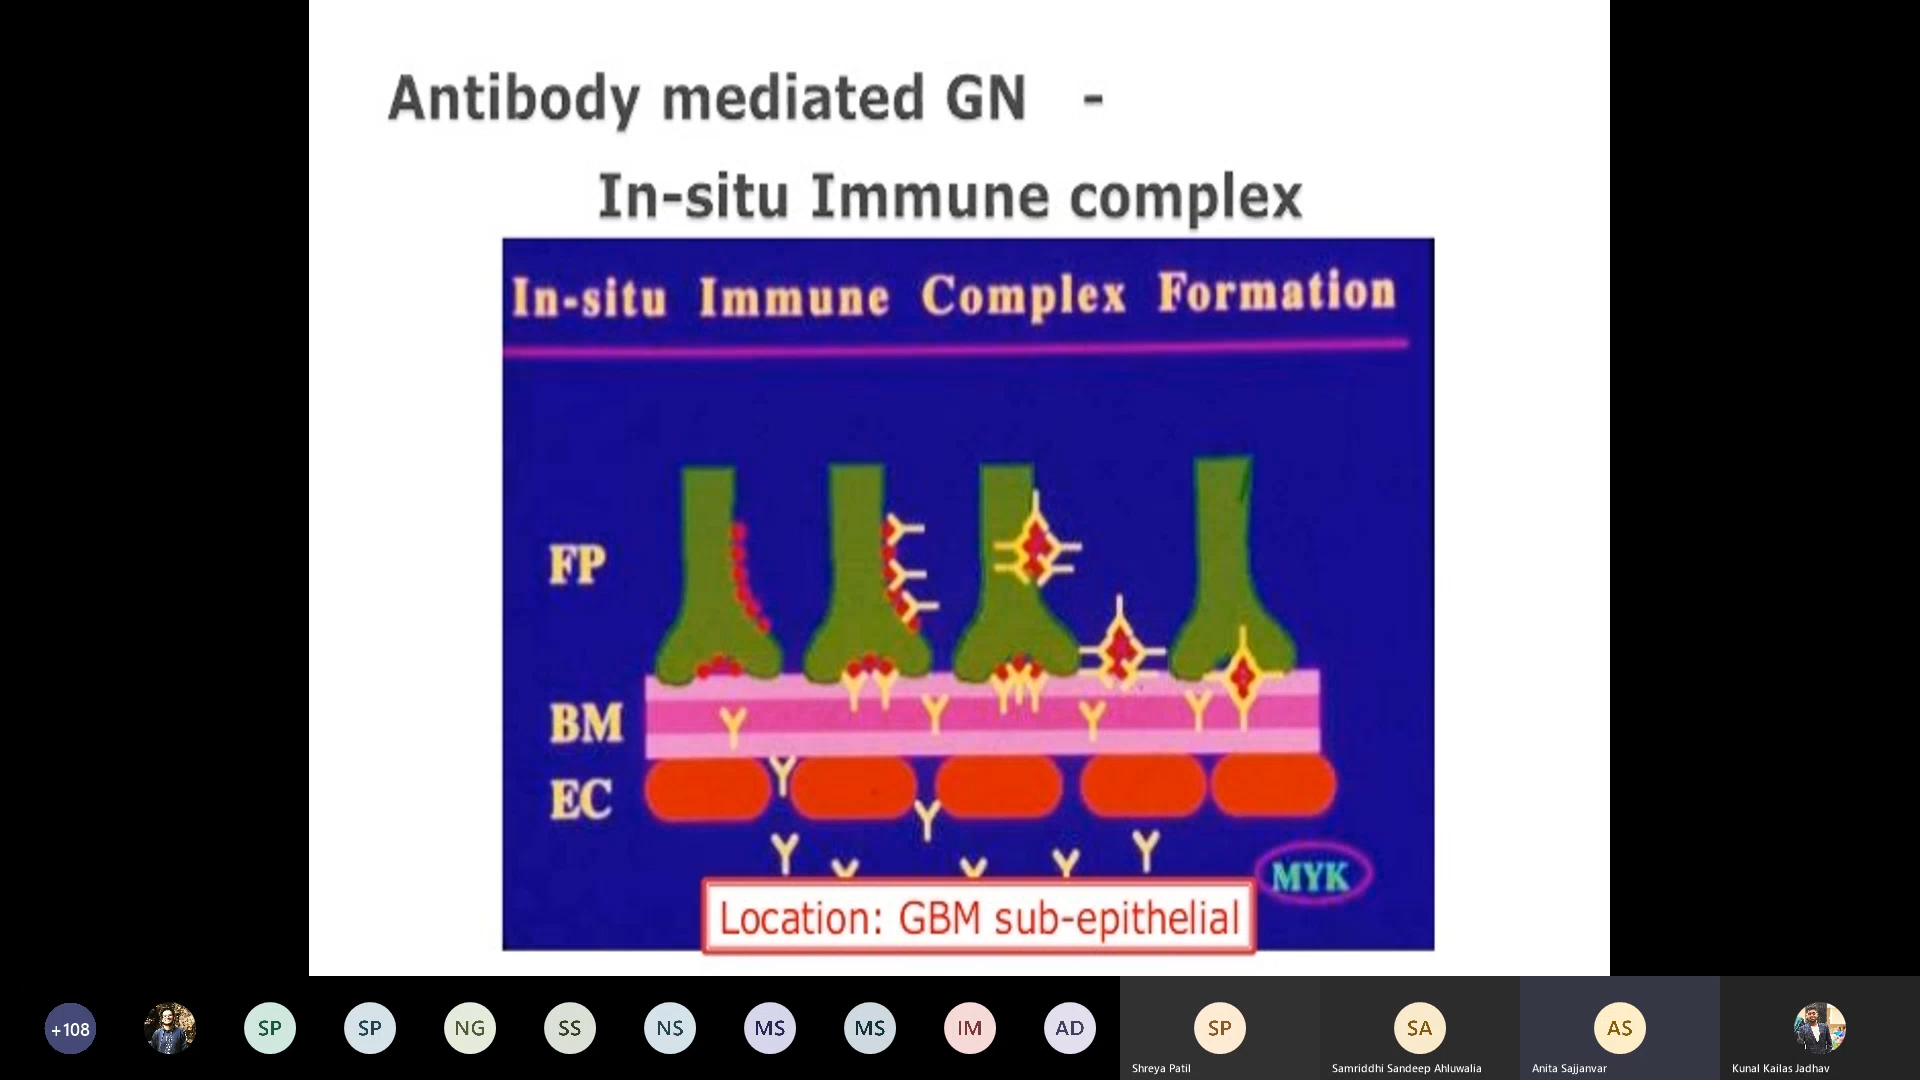 Antibody mediated GN -
In-situ Immune complex
In-situ Immune Complex Formation
FP
BM
EC
MYK
Location: GBM sub-epithelial
+108
SP
SP
NG
SS
NS
MS
MS
IM
AD
SP
SA
AS
Shreya Patil
Samriddhi Sandeep Ahluwalia
Anita Sajjanvar
Kunal Kailas Jadhav